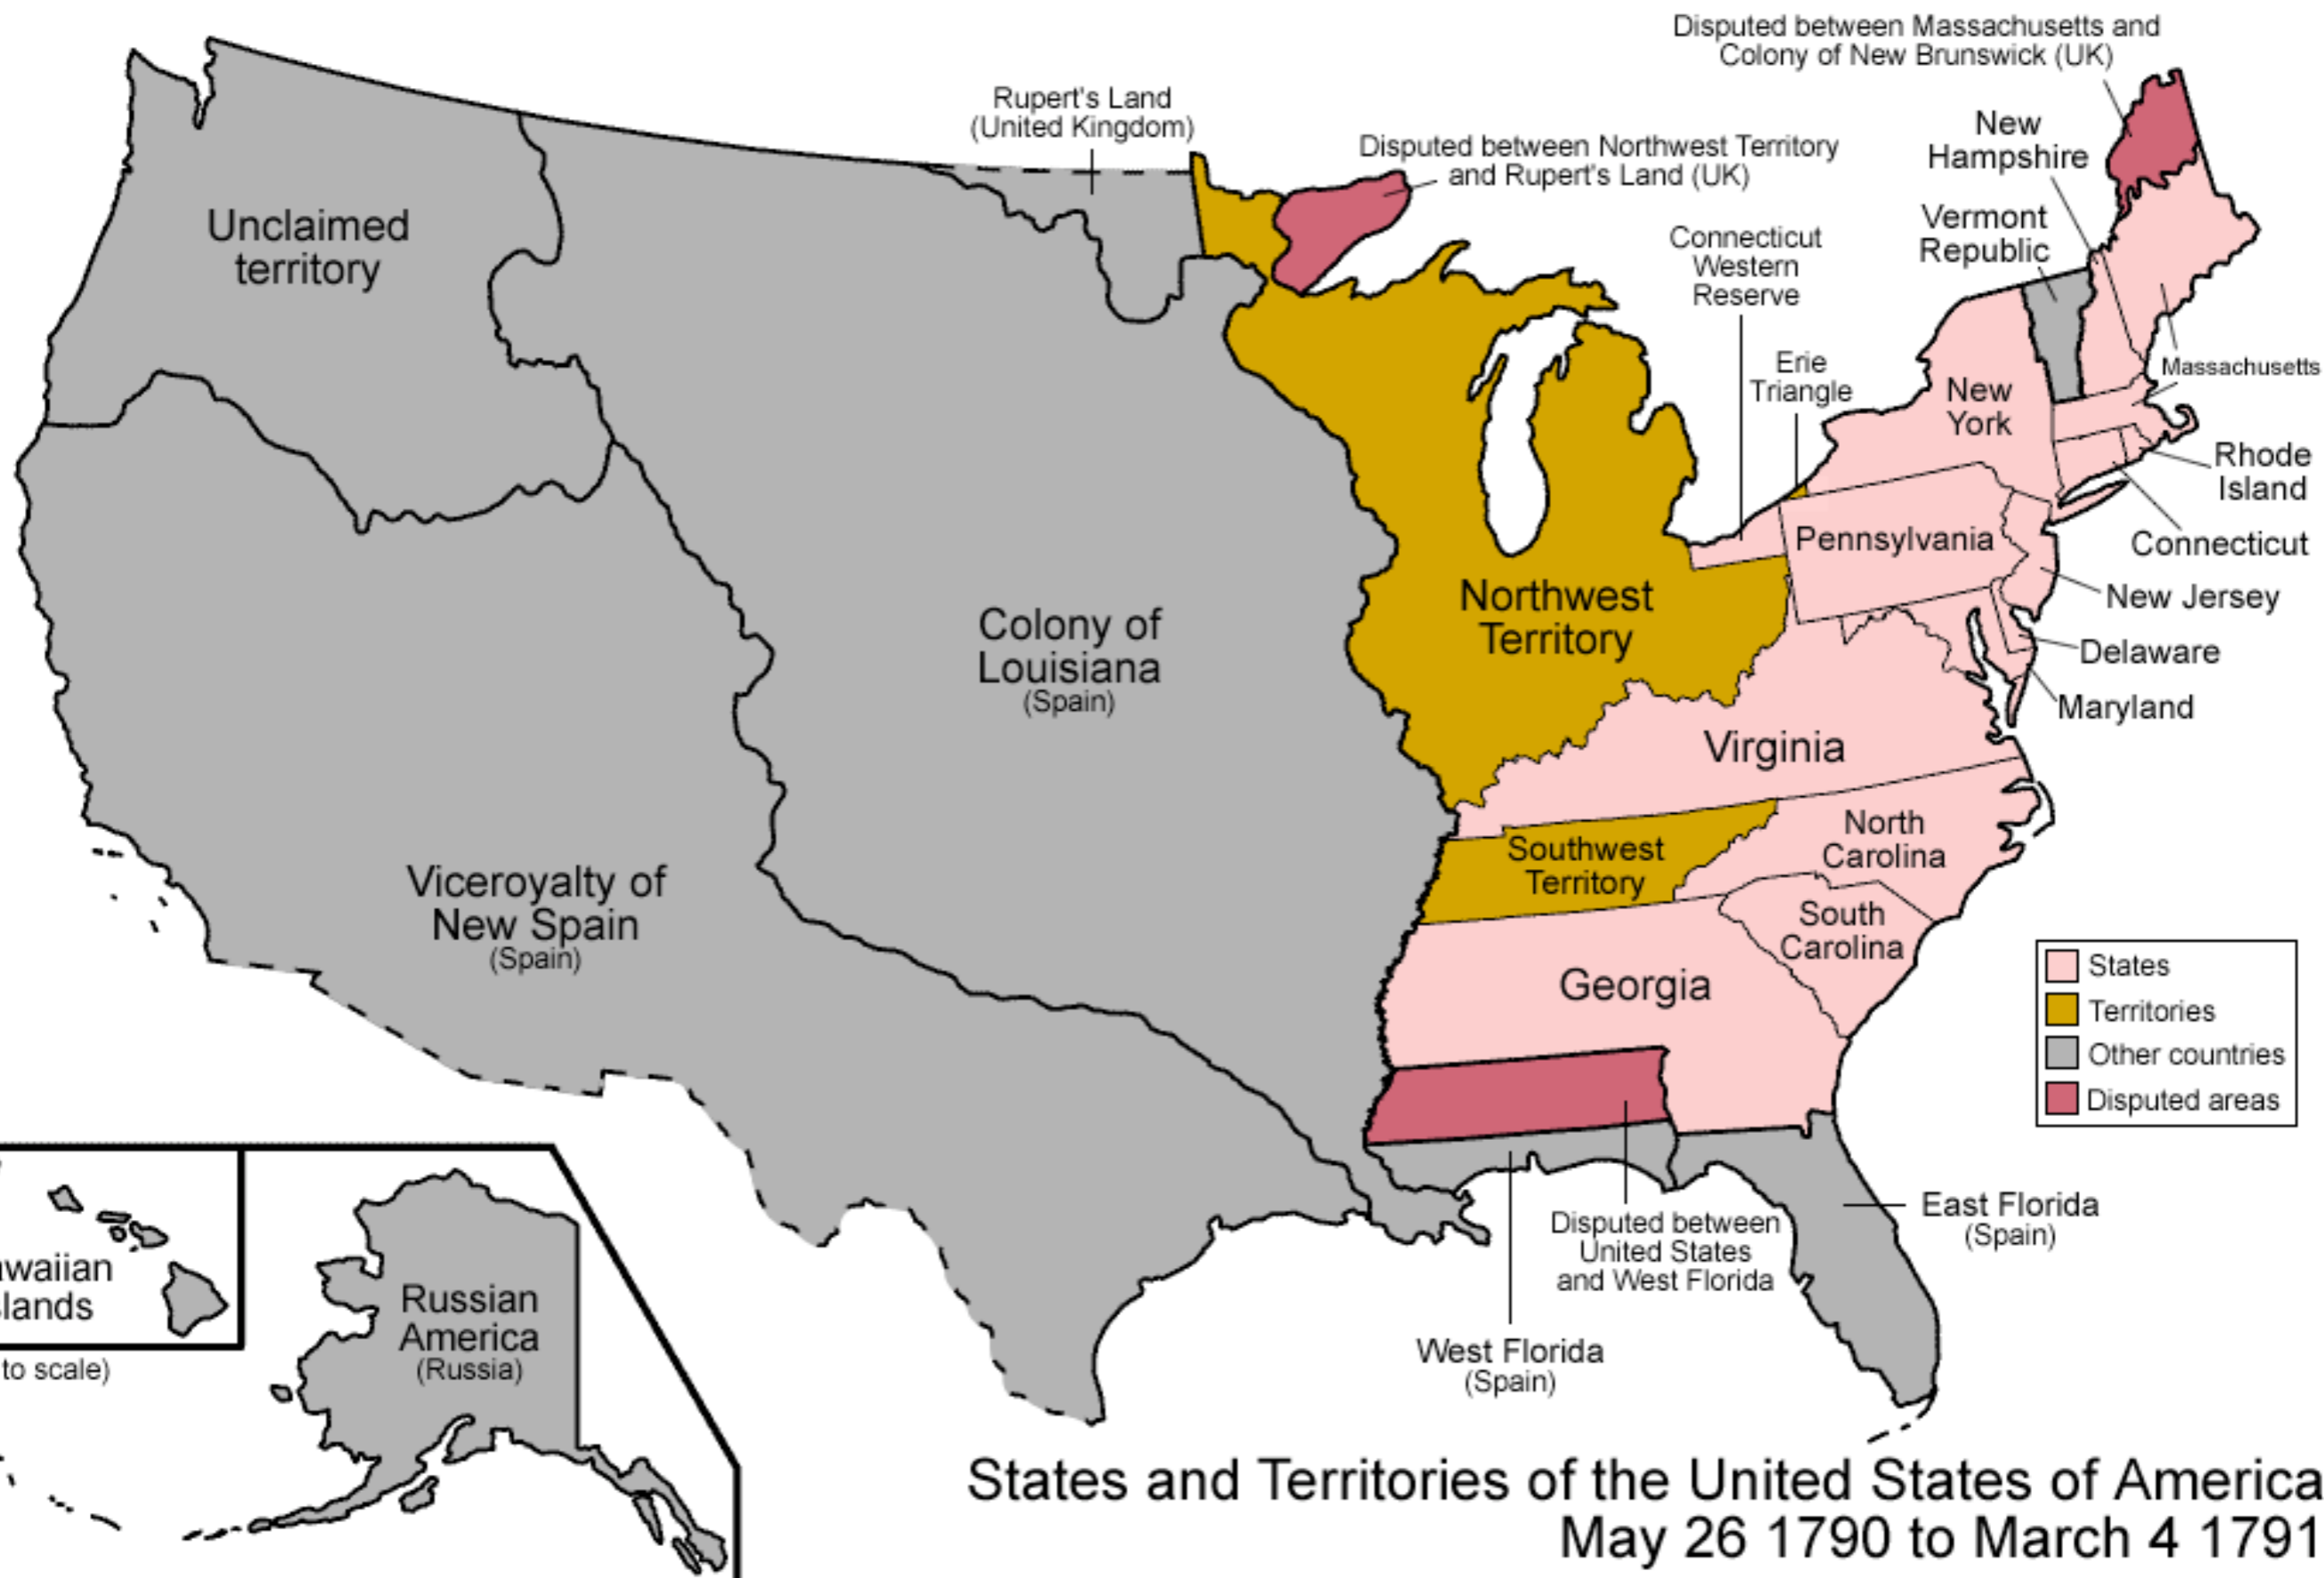 Disputed between Massachusetts and
Colony of New Brunswick (UK)
Rupert's Land
(United Kingdom)
Disputed between Northwest Territory
and Rupert's Land (UK)
New
Hampshire
Vermont
Republic
Unclaimed
territory
Connecticut
Western
Reserve
Erie
Triangle
Massachusetts
New
York
Rhode
Island
Connecticut
Pennsylvania
New Jersey
Northwest
Territory
Colony of
Louisiana
(Spain)
Delaware
Maryland
Virginia
North
Carolina
Southwest
Territory
South
Carolina
Viceroyalty of
New Spain
(Spain)
Georgia
States
Territories
Other countries
Disputed areas
East Florida
(Spain)
Disputed between
United States
and West Florida
West Florida
(Spain)
awaiian
slands
to scale)
Russian
America
(Russia)
States and Territories of the United States of America
May 26 1790 to March 4 1791